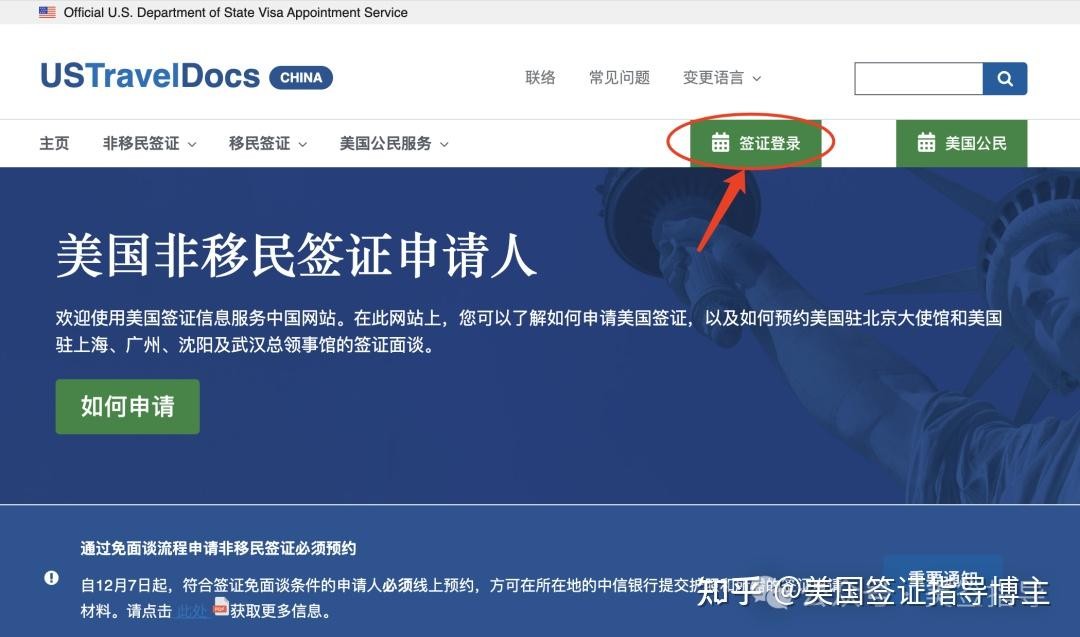 Official U.S. Department of State Visa Appointment Service
USTravelDocs CHINA
联络 常见问题 变更语言
主页 非移民签证 移民签证 美国公民服务 签证登录 美国公民
美国非移民签证申请人
欢迎使用美国签证信息服务中国网站。在此网站上，您可以了解如何申请美国签证，以及如何预约美国驻北京大使馆和美国
驻上海、广州、沈阳及武汉总领事馆的签证面谈。
如何申请
通过免面谈流程申请非移民签证必须预约
自12月7日起，符合签证免面谈条件的申请人必须线上预约，方可在所在地的中信银行提交护照和
材料。请点击 此处 PDF 获取更多信息。
重要通知
知乎 @美国签证指导博主